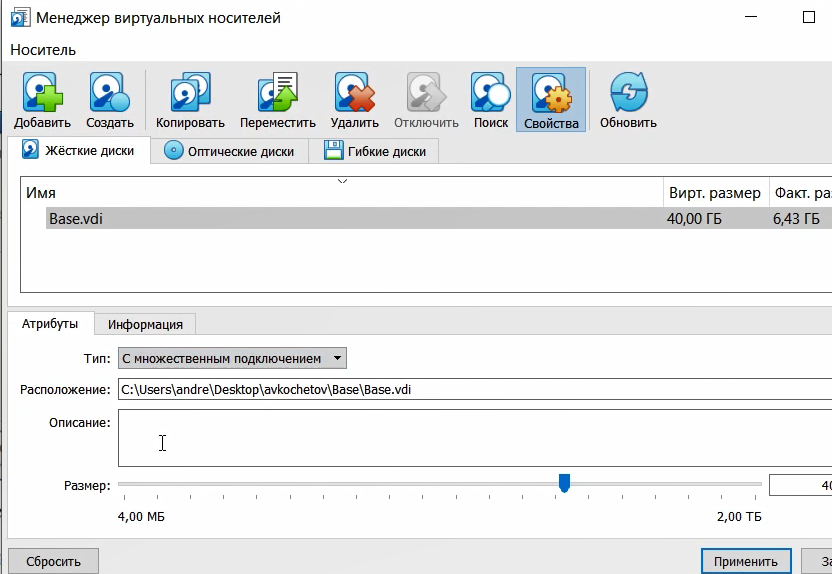 Менеджер виртуальных носителей
Носитель
Добавить Создать Копировать Переместить Удалить Отключить Поиск Свойства Обновить
Жёсткие диски Оптические диски Гибкие диски
Имя Вирт. размер Факт. ра
Base.vdi 40,00 ГБ 6,43 ГБ
Атрибуты Информация
Тип: С множественным подключением
Расположение: C:\Users\andre\Desktop\avkochetov\Base\Base.vdi
Описание:
Размер: 40
4,00 МБ 2,00 ТБ
Сбросить Применить За